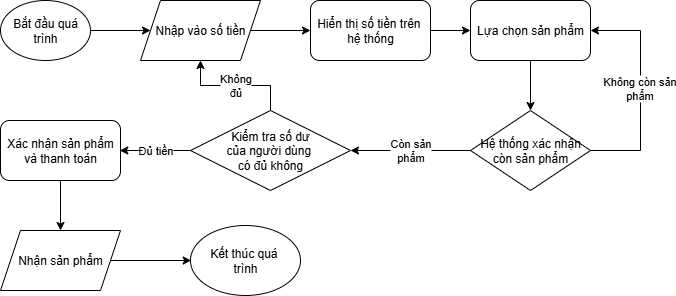 Bắt đầu quá
trình
Nhập vào số tiền
Hiển thị số tiền trên
hệ thống
Lựa chọn sản phẩm
Không
đủ
Không còn sản
phẩm
Xác nhận sản phẩm
và thanh toán
Đủ tiền
Kiểm tra số dư
của người dùng
có đủ không
Còn sản
phẩm
Hệ thống xác nhận
còn sản phẩm
Nhận sản phẩm
Kết thúc quá
trình